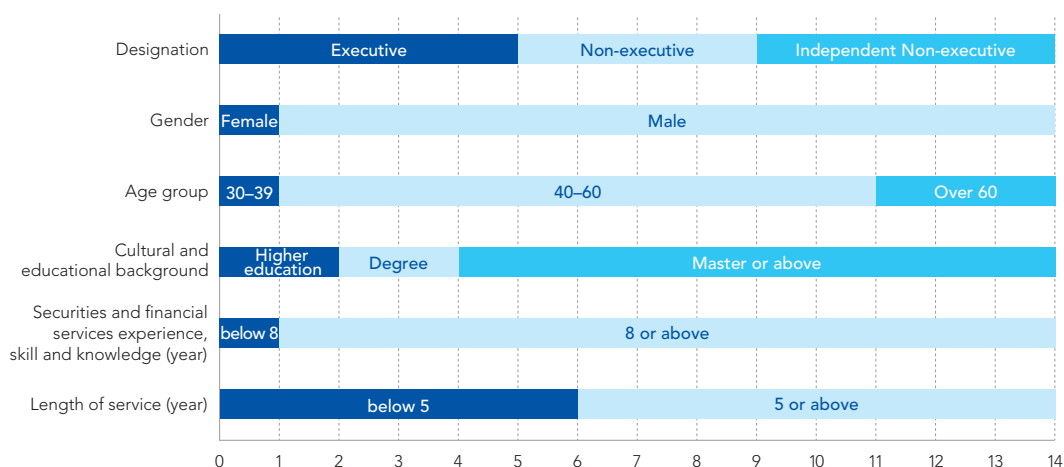 Designation
Executive
Non-executive
Independent Non-executive
Gender
Female
Male
Age group
30–39
40–60
Over 60
Cultural and
educational background
Higher
education
Degree
Master or above
Securities and financial
services experience,
skill and knowledge (year)
below 8
8 or above
Length of service (year)
below 5
5 or above
0 1 2 3 4 5 6 7 8 9 10 11 12 13 14